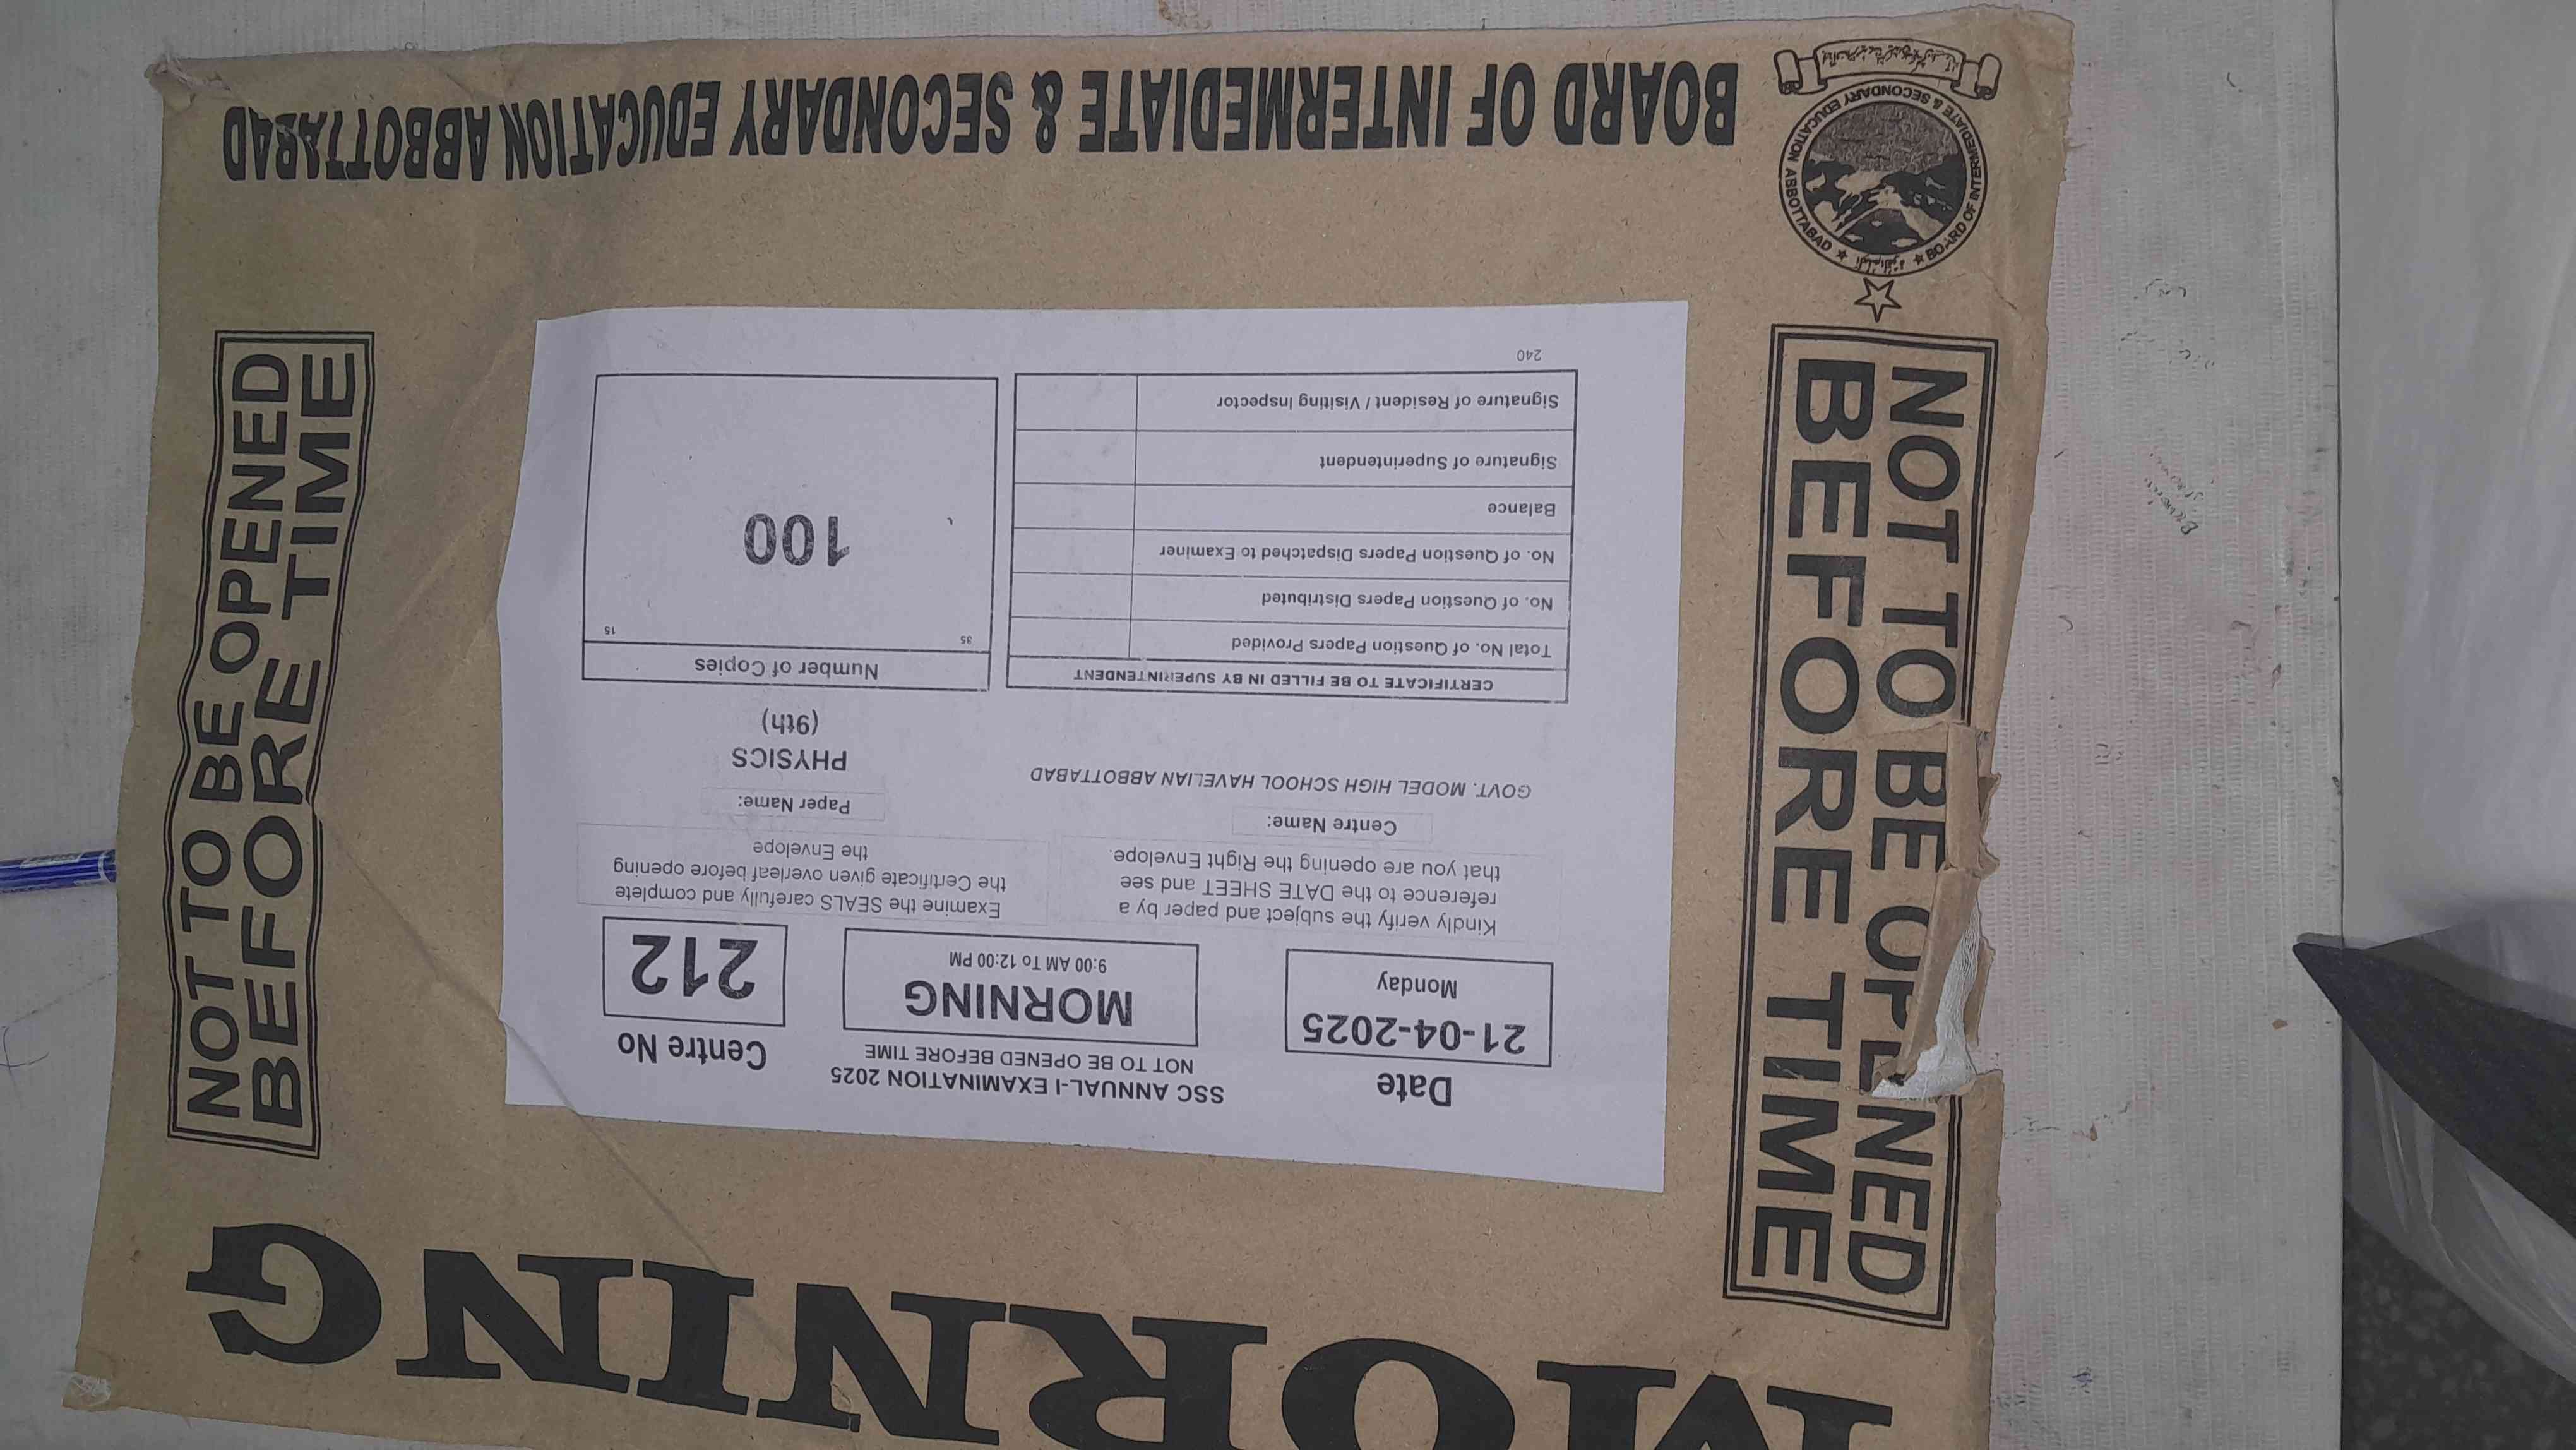 MORNING
SSC ANNUAL-I EXAMINATION 2025
NOT TO BE OPENED BEFORE TIME
Date
21-04-2025
Monday
MORNING
9:00 AM To 12:00 PM
Centre No
212
Kindly verify the subject and paper by a
reference to the DATE SHEET and see
that you are opening the Right Envelope.
Examine the SEALS carefully and complete
the Certificate given overleaf before opening
the Envelope
Centre Name:
GOVT. MODEL HIGH SCHOOL HAVELIAN ABBOTTABAD
Paper Name:
PHYSICS
(9th)
CERTIFICATE TO BE FILLED IN BY SUPERINTENDENT
Total No. of Question Papers Provided
No. of Question Papers Distributed
No. of Question Papers Dispatched to Examiner
Balance
Signature of Superintendent
Signature of Resident / Visiting Inspector
240
Number of Copies
35
15
100
NOT TO BE OPENED
BEFORE TIME
NOT TO BE OPENED
BEFORE TIME
BOARD OF INTERMEDIATE & SECONDARY EDUCATION ABBOTTABAD
BOARD OF INTERMEDIATE & SECONDARY EDUCATION ABBOTTABAD